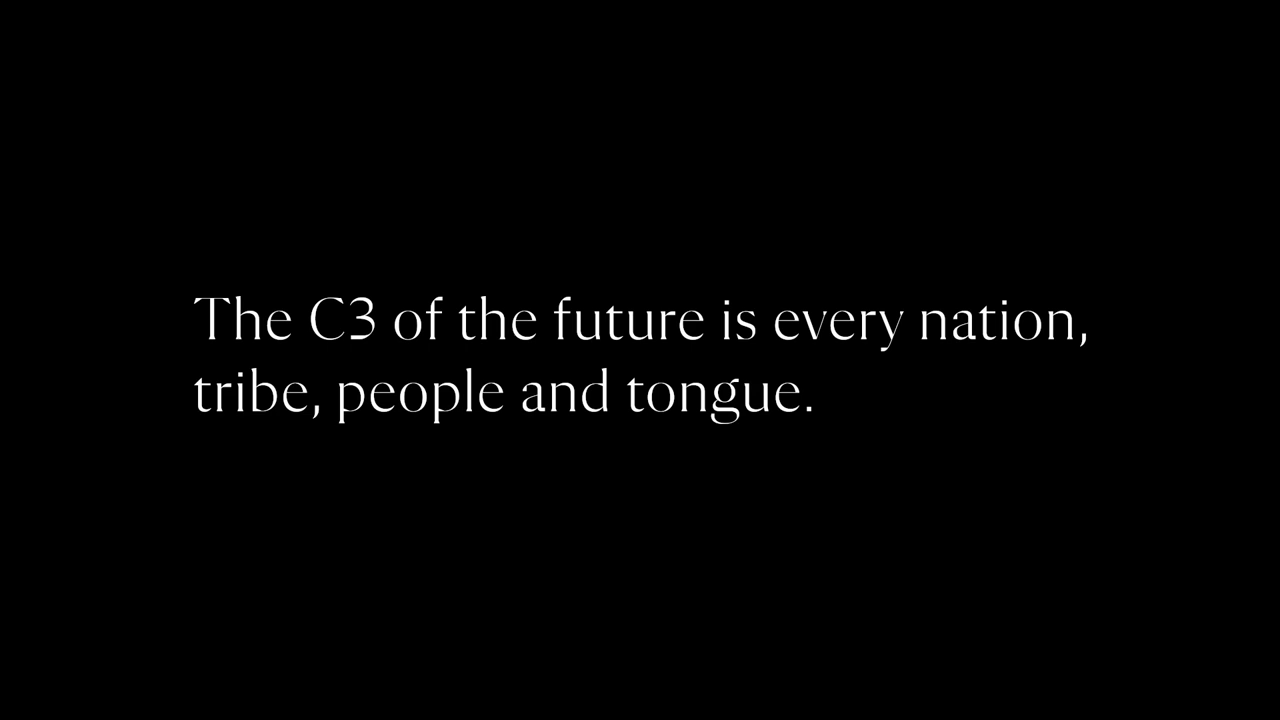 The C3 of the future is every nation,
tribe, people and tongue.